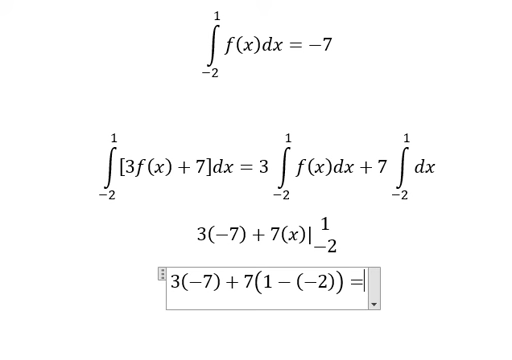 ∫_{-2}^{1} f(x)dx = −7
∫_{-2}^{1} [3f(x) + 7]dx = 3 ∫_{-2}^{1} f(x)dx + 7 ∫_{-2}^{1} dx
3(−7) + 7(x)|_{-2}^{1}
3(−7) + 7(1 − (−2)) =